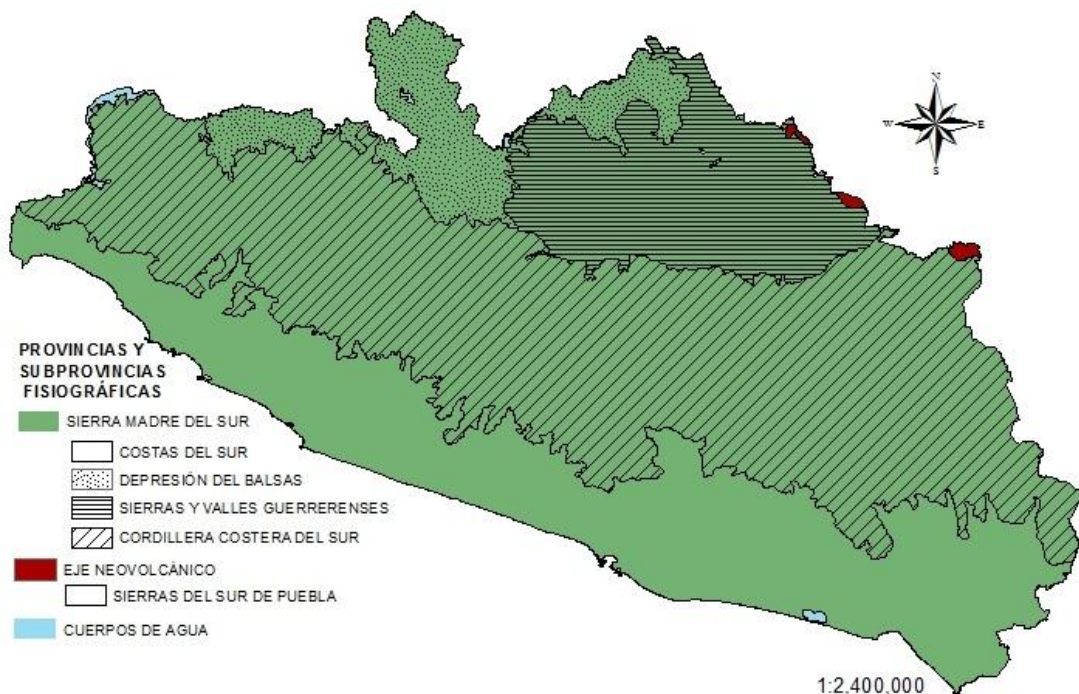 N
W E
S
PROVINCIAS Y
SUBPROVINCIAS
FISIOGRÁFICAS
SIERRA MADRE DEL SUR
COSTAS DEL SUR
DEPRESIÓN DEL BALSAS
SIERRAS Y VALLES GUERRERENSES
CORDILLERA COSTERA DEL SUR
EJE NEOVOLCÀNICO
SIERRAS DEL SUR DE PUEBLA
CUERPOS DE AGUA
1:2,400,000